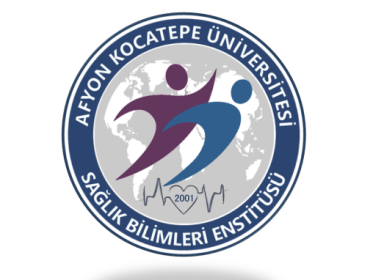 AFYON KOCATEPE ÜNİVERSİTESİ
2001
SAĞLIK BİLİMLERİ ENSTİTÜSÜ